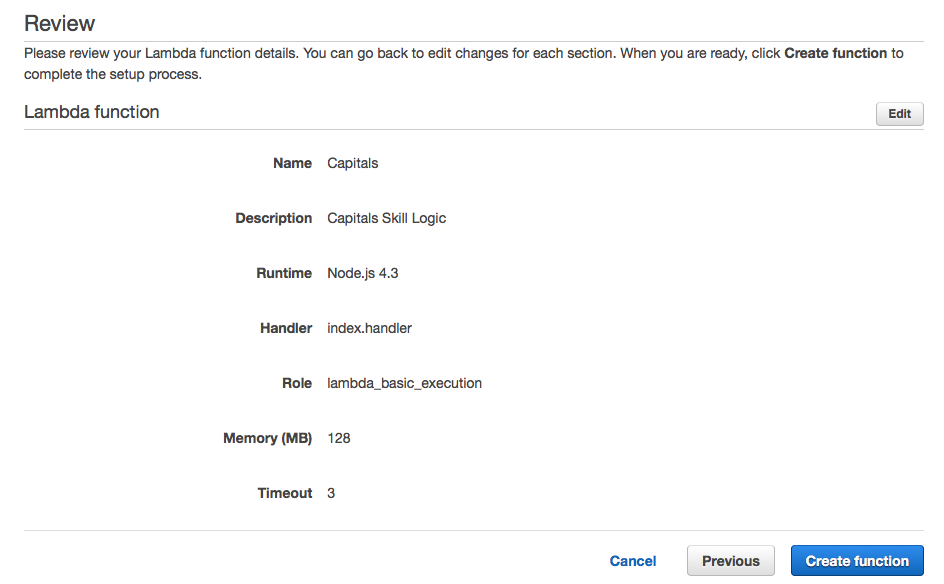 Review
Please review your Lambda function details. You can go back to edit changes for each section. When you are ready, click Create function to
complete the setup process.
Lambda function
Edit
Name Capitals
Description Capitals Skill Logic
Runtime Node.js 4.3
Handler index.handler
Role lambda_basic_execution
Memory (MB) 128
Timeout 3
Cancel Previous Create function